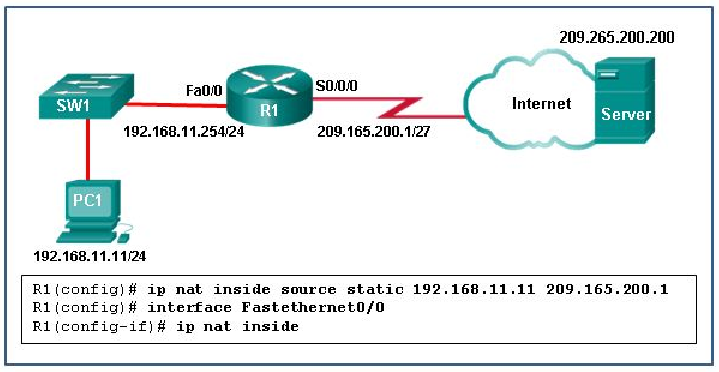 209.265.200.200
Fa0/0
S0/0/0
SW1
R1
Internet
Server
192.168.11.254/24
209.165.200.1/27
PC1
192.168.11.11/24
R1(config)# ip nat inside source static 192.168.11.11 209.165.200.1
R1(config)# interface Fastethernet0/0
R1(config-if)# ip nat inside